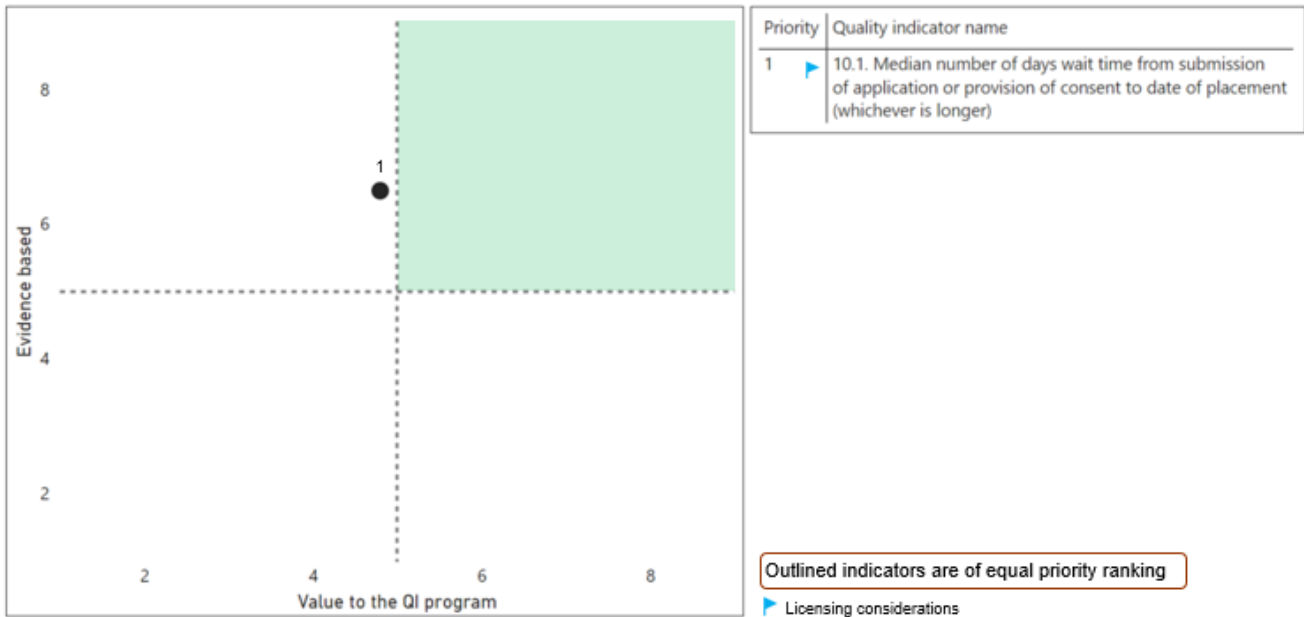 8
6
4
2
1
Evidence based
2 4 6 8
Value to the QI program
Priority Quality indicator name
1 10.1. Median number of days wait time from submission
of application or provision of consent to date of placement
(whichever is longer)
Outlined indicators are of equal priority ranking
Licensing considerations